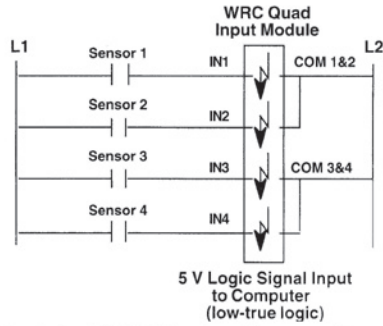 WRC Quad
Input Module
L1
L2
Sensor 1
IN1
COM 1&2
Sensor 2
IN2
Sensor 3
IN3
COM 3&4
Sensor 4
IN4
5 V Logic Signal Input
to Computer
(low-true logic)